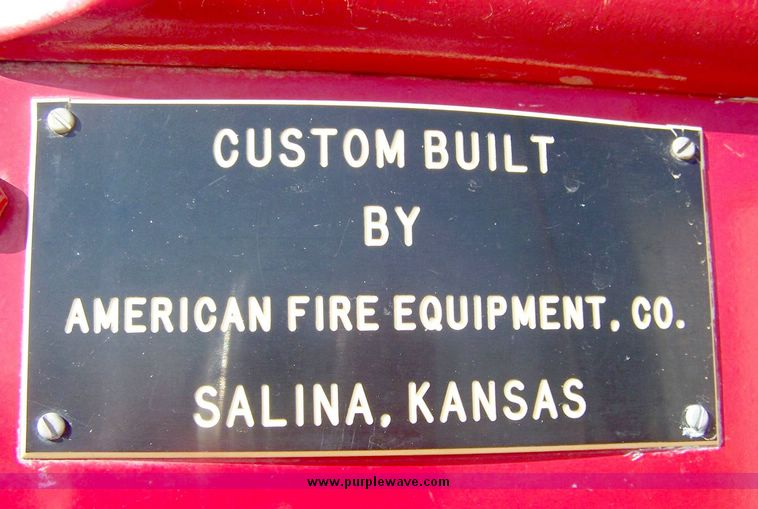 CUSTOM BUILT
BY
AMERICAN FIRE EQUIPMENT, CO.
SALINA, KANSAS
www.purplewave.com